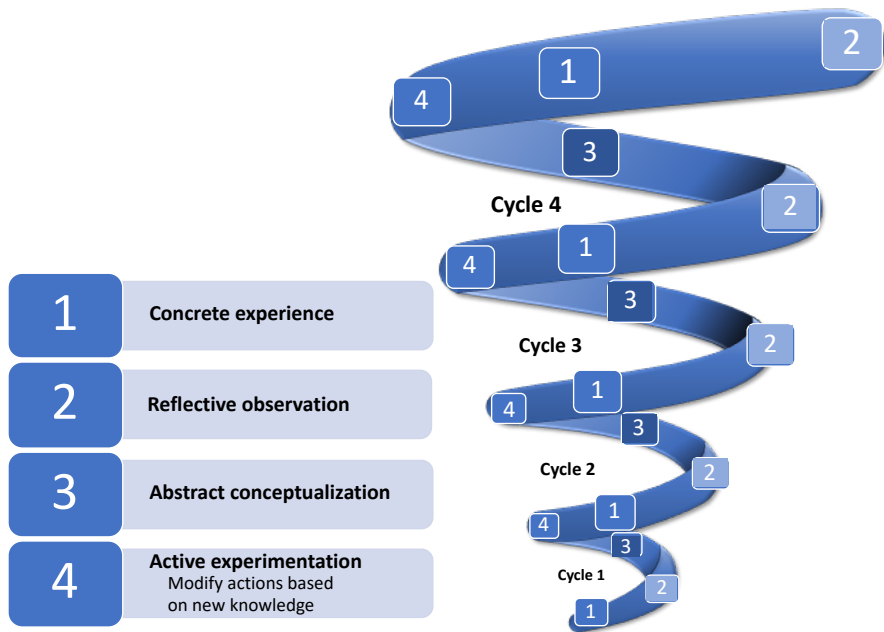 2
1
4
3
Cycle 4
2
1
4
3
1
Concrete experience
Cycle 3
2
2
Reflective observation
1
4
3
Cycle 2
2
3
Abstract conceptualization
1
4
3
4
Active experimentation
Modify actions based
on new knowledge
Cycle 1
2
1